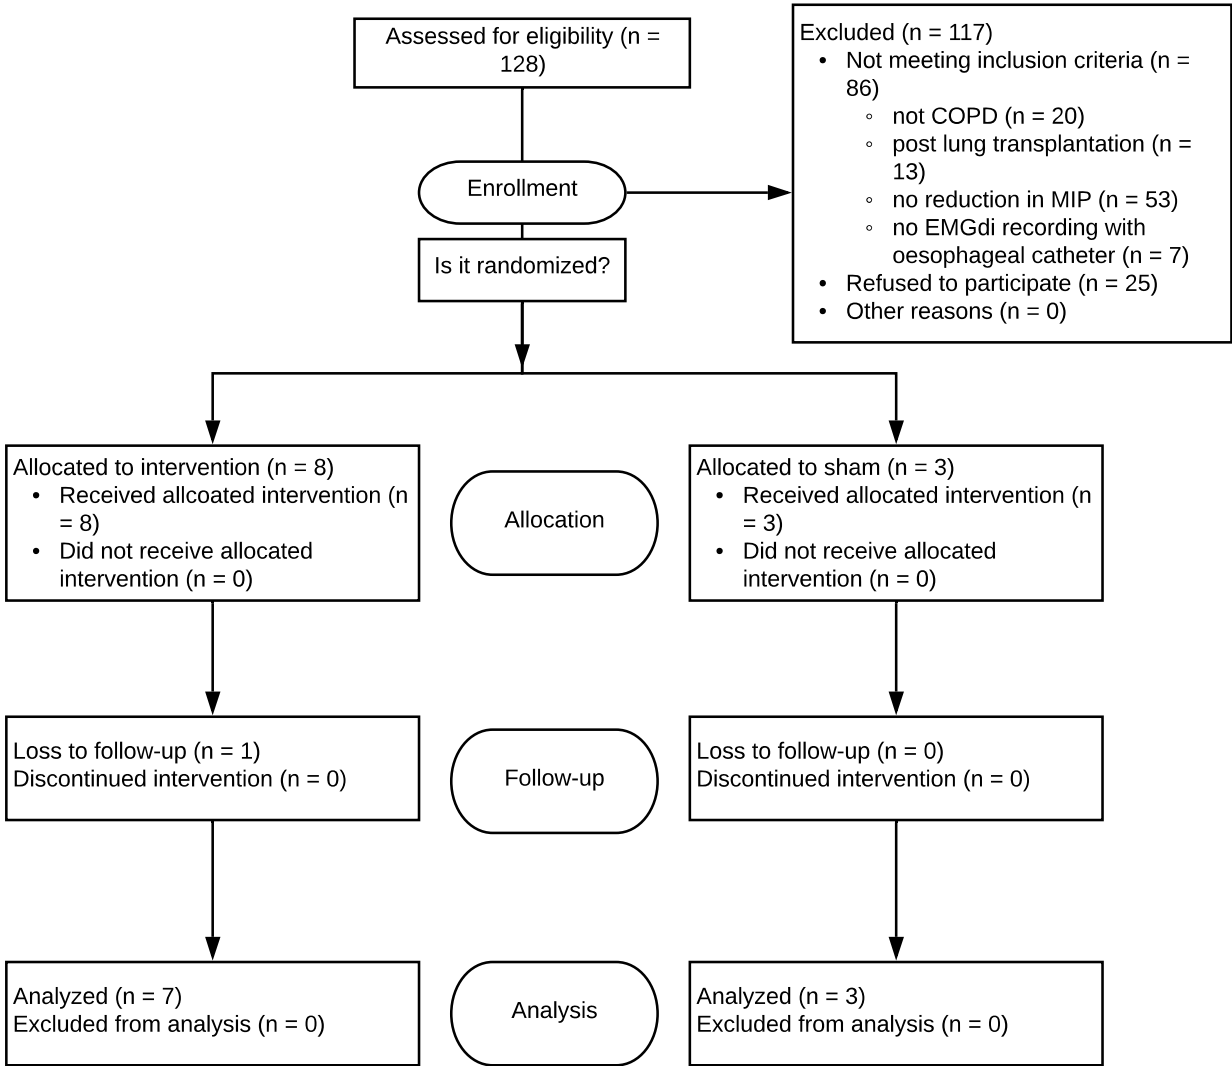 Assessed for eligibility (n =
128)
Excluded (n = 117)
• Not meeting inclusion criteria (n =
86)
◦ not COPD (n = 20)
◦ post lung transplantation (n =
13)
◦ no reduction in MIP (n = 53)
◦ no EMGdi recording with
oesophageal catheter (n = 7)
• Refused to participate (n = 25)
• Other reasons (n = 0)
Enrollment
Is it randomized?
Allocated to intervention (n = 8)
• Received allcoated intervention (n
= 8)
• Did not receive allocated
intervention (n = 0)
Allocation
Allocated to sham (n = 3)
• Received allocated intervention (n
= 3)
• Did not receive allocated
intervention (n = 0)
Loss to follow-up (n = 1)
Discontinued intervention (n = 0)
Follow-up
Loss to follow-up (n = 0)
Discontinued intervention (n = 0)
Analyzed (n = 7)
Excluded from analysis (n = 0)
Analysis
Analyzed (n = 3)
Excluded from analysis (n = 0)